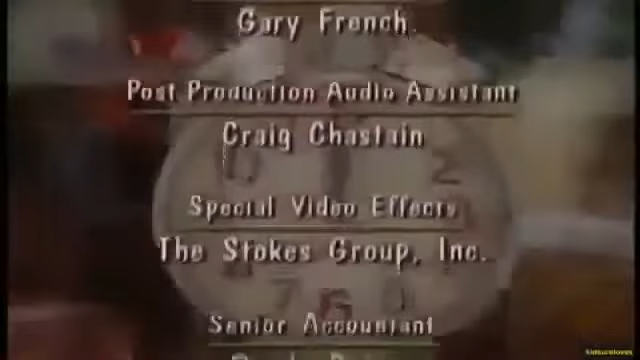 Gary French
Post Production Audio Assistant
Craig Chastain
Special Video Effects
The Stokes Group, Inc.
Senior Accountant